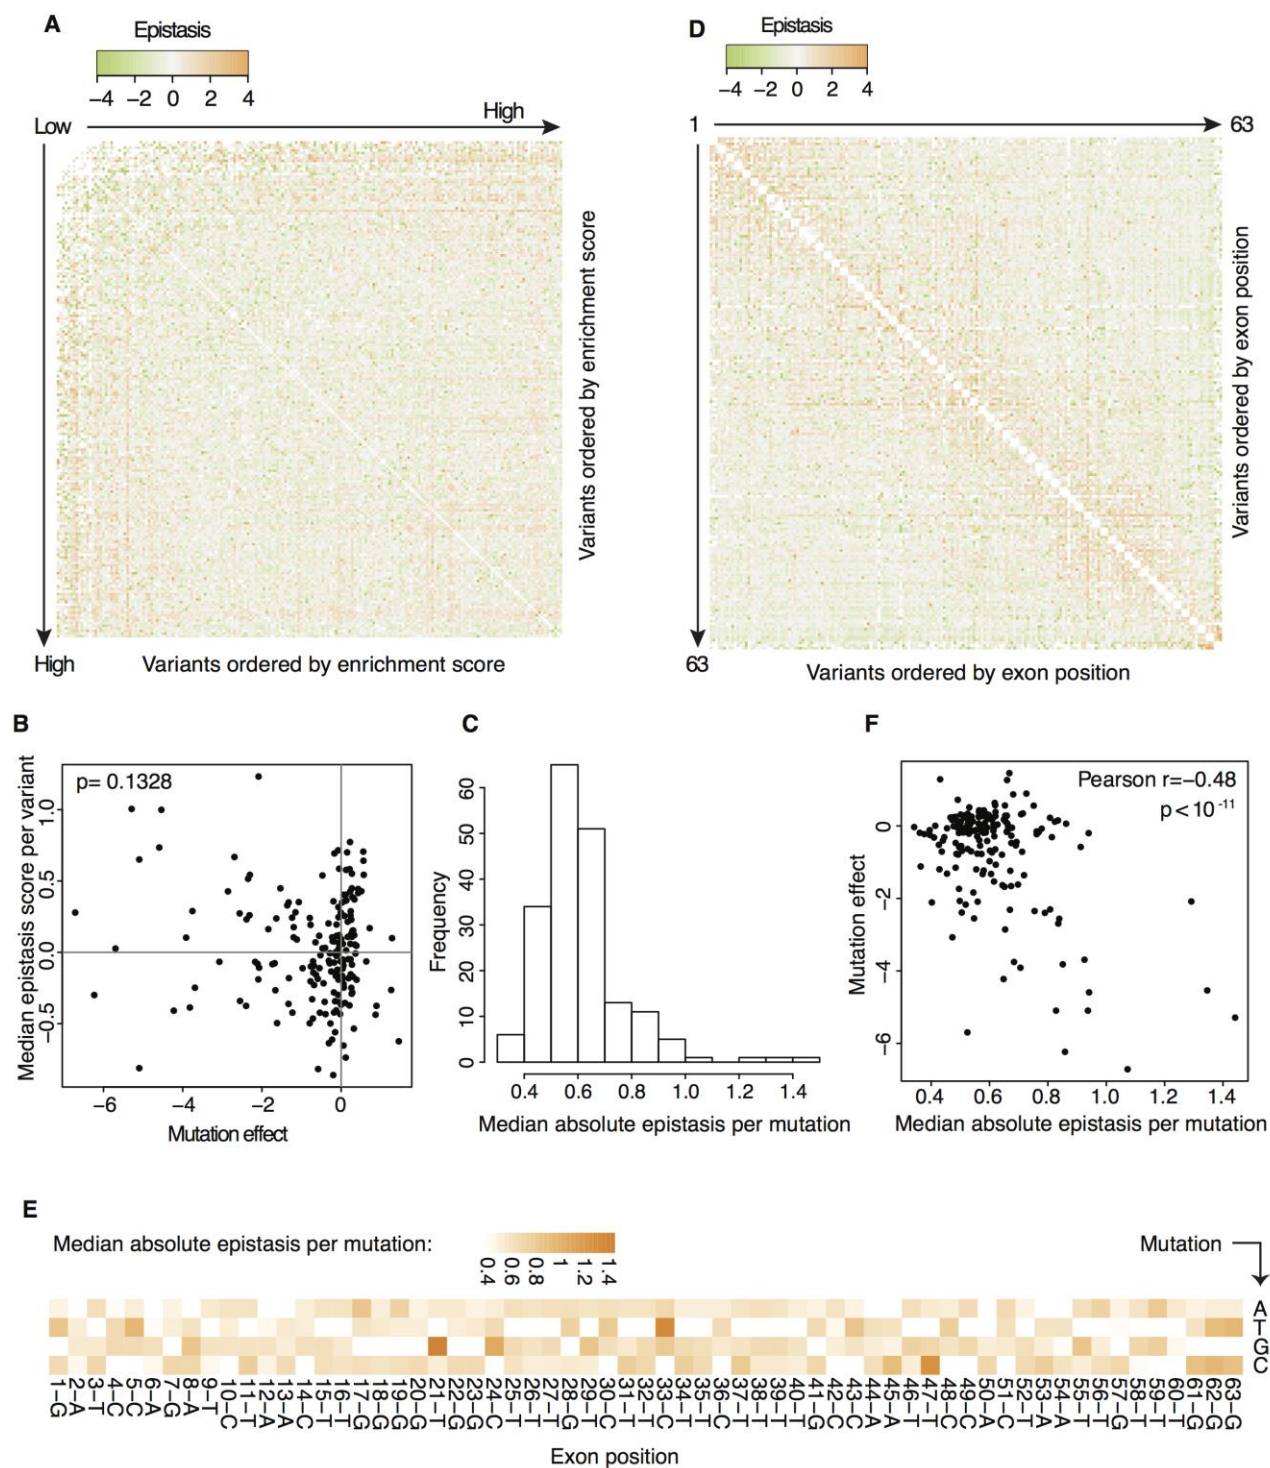 A
Epistasis
−4 −2 0 2 4
Low
High
High
Variants ordered by enrichment score
Variants ordered by enrichment score
D
Epistasis
−4 −2 0 2 4
1
63
63
Variants ordered by exon position
Variants ordered by exon position
B
p= 0.1328
Median epistasis score per variant
1.0
0.5
0.0
−0.5
−6 −4 −2 0
Mutation effect
C
Frequency
60
50
40
30
20
10
0
0.4 0.6 0.8 1.0 1.2 1.4
Median absolute epistasis per mutation
F
Pearson r=−0.48
p < 10 -11
Mutation effect
0
−2
−4
−6
0.4 0.6 0.8 1.0 1.2 1.4
Median absolute epistasis per mutation
E
Median absolute epistasis per mutation:
0.4 0.6 0.8 1 1.2 1.4
Mutation
A
T
G
C
1−G 2−A 3−T 4−C 5−C 6−A 7−G 8−A 9−T 10−C 11−T 12−A 13−A 14−C 15−T 16−T 17−G 18−G 19−G 20−G 21−T 22−G 23−G 24−C 25−T 26−T 27−T 28−G 29−T 30−C 31−T 32−T 33−C 34−T 35−T 36−C 37−T 38−T 39−T 40−T 41−G 42−C 43−C 44−A 45−A 46−T 47−T 48−C 49−C 50−A 51−C 52−T 53−A 54−A 55−T 56−T 57−G 58−T 59−T 60−T 61−G 62−G 63−G
Exon position